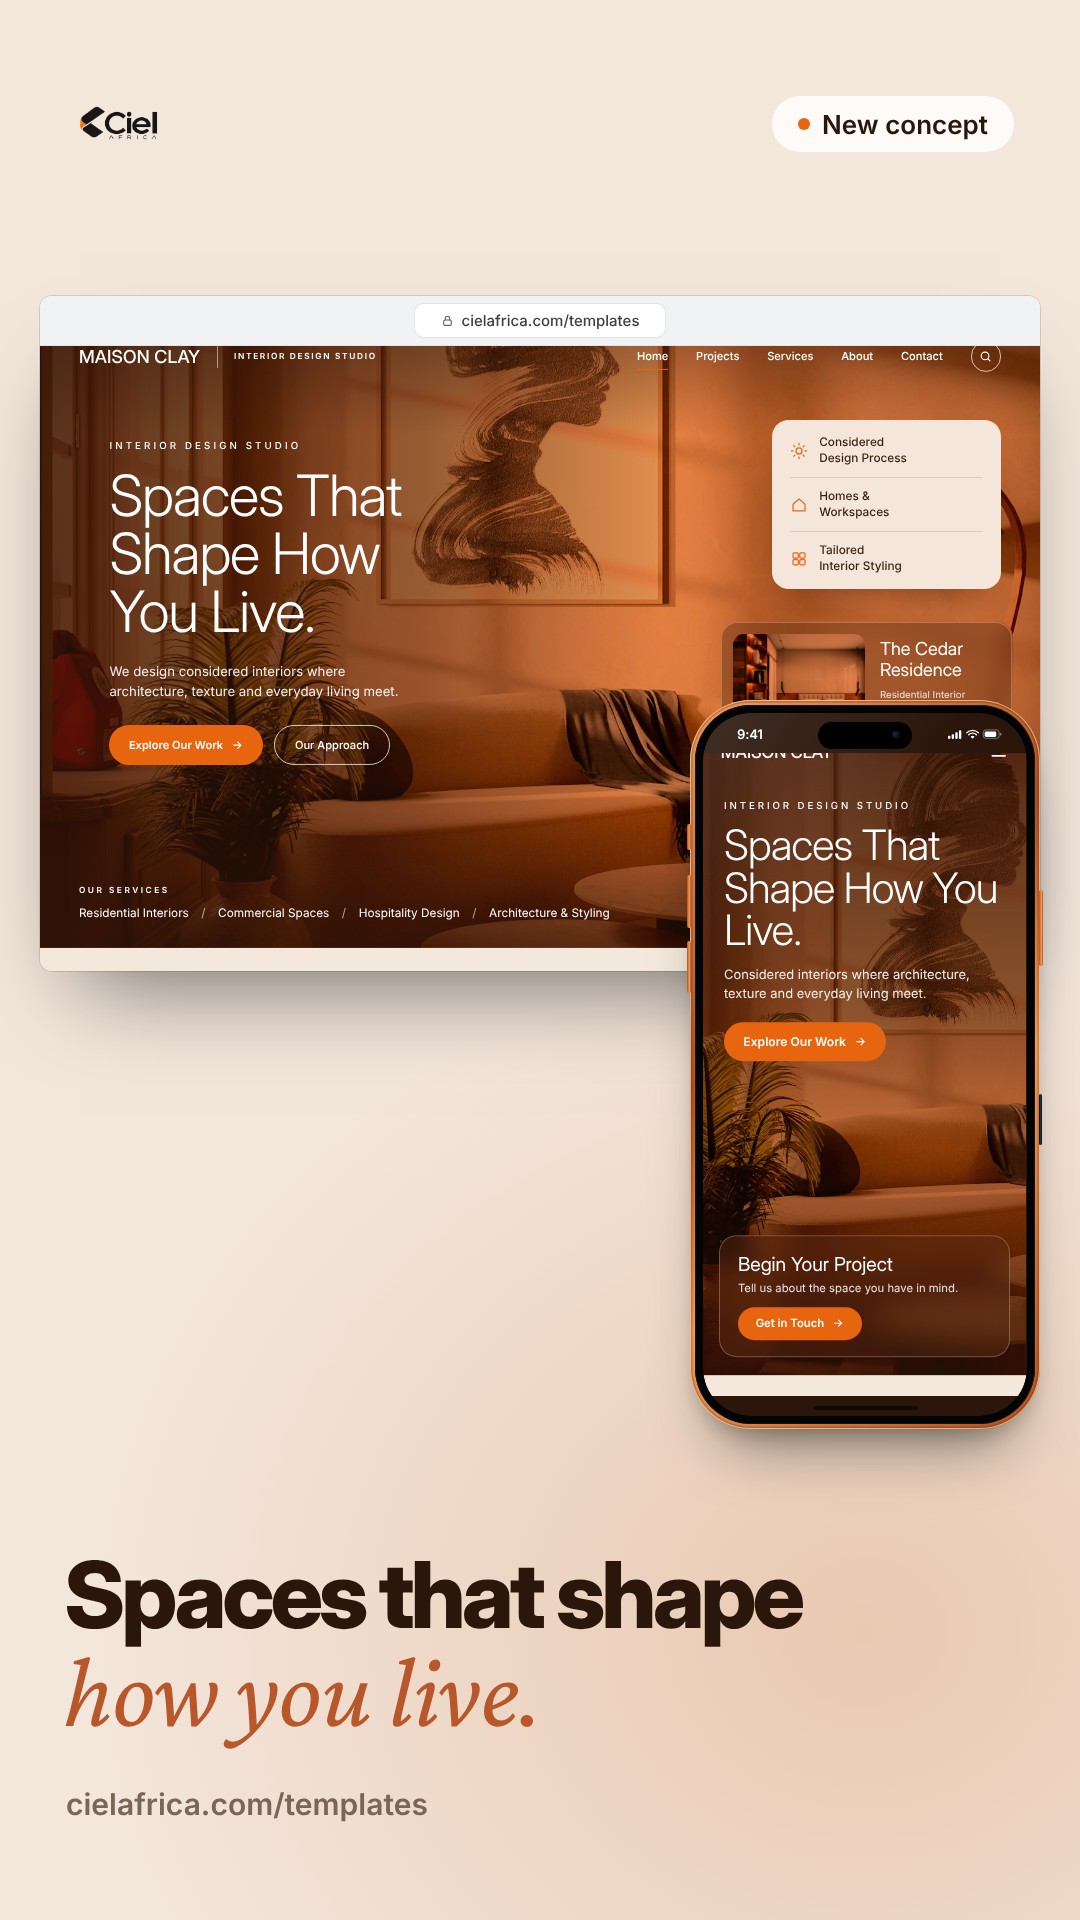 Ciel
AFRICA
New concept
cielafrica.com/templates
MAISON CLAY
INTERIOR DESIGN STUDIO
Home
Projects
Services
About
Contact
INTERIOR DESIGN STUDIO
Spaces That
Shape How
You Live.
We design considered interiors where
architecture, texture and everyday living meet.
Explore Our Work →
Our Approach
Considered
Design Process
Homes &
Workspaces
Tailored
Interior Styling
The Cedar
Residence
Residential Interior
OUR SERVICES
Residential Interiors / Commercial Spaces / Hospitality Design / Architecture & Styling
9:41
MAISON CLAY
INTERIOR DESIGN STUDIO
Spaces That
Shape How You
Live.
Considered interiors where architecture,
texture and everyday living meet.
Explore Our Work →
Begin Your Project
Tell us about the space you have in mind.
Get in Touch →
Spaces that shape
how you live.
cielafrica.com/templates